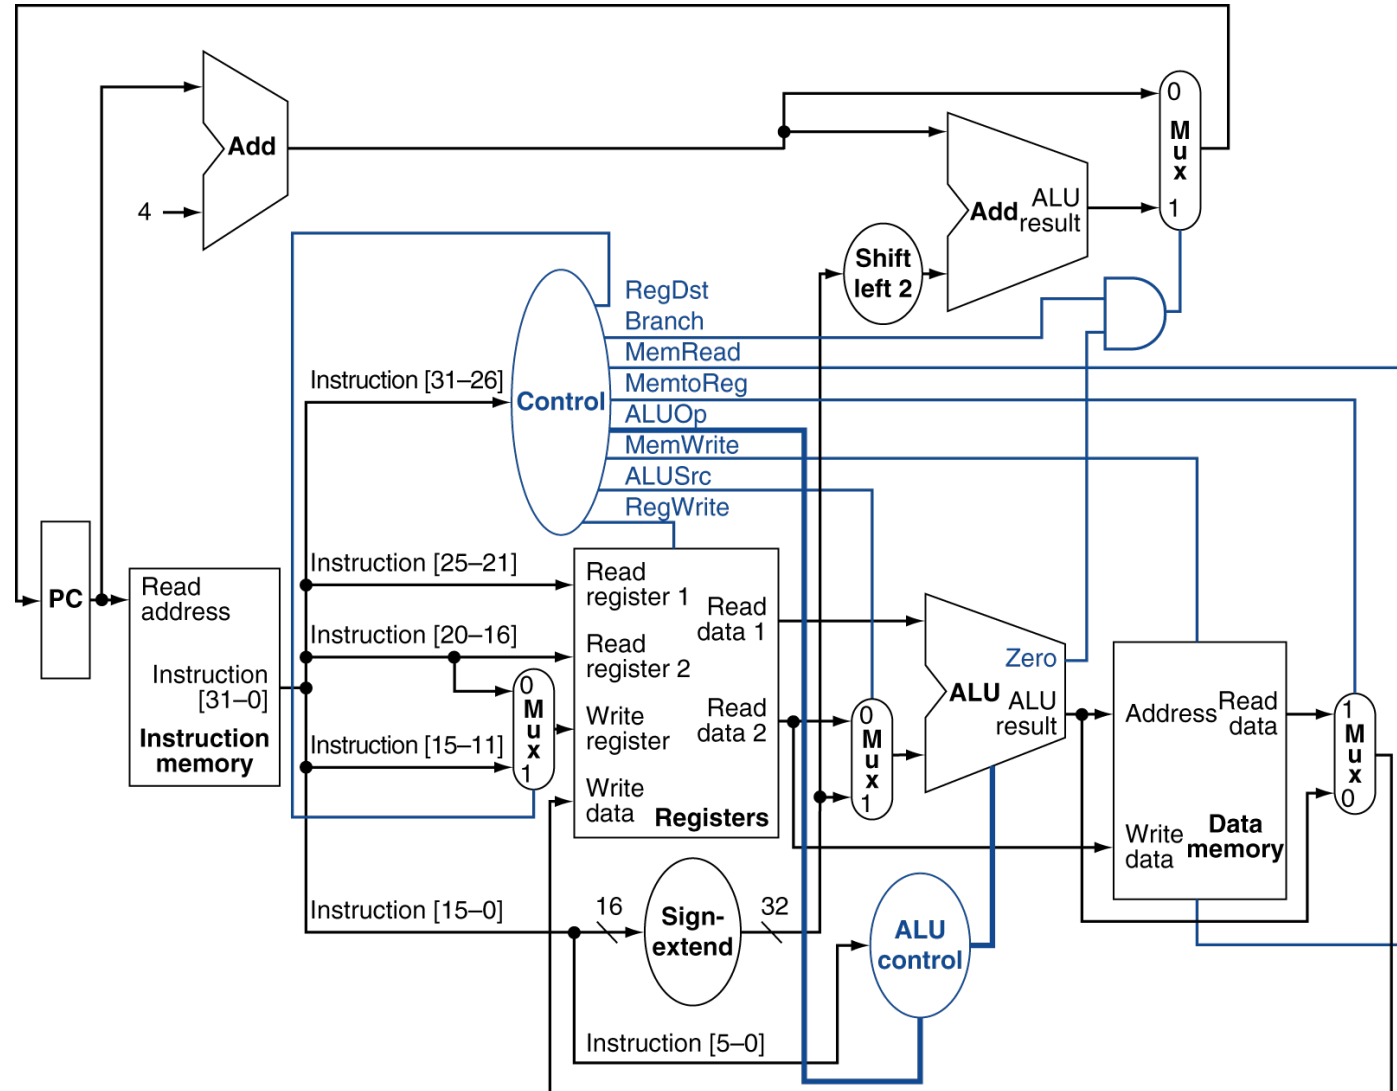 0
M
u
x
1
Add
4
Add
ALU
result
Shift
left 2
RegDst
Branch
MemRead
MemtoReg
ALUOp
MemWrite
ALUSrc
RegWrite
Instruction [31–26]
Control
PC
Read
address
Instruction
[31–0]
Instruction
memory
Instruction [25–21]
Instruction [20–16]
Instruction [15–11]
0
M
u
x
1
Read
register 1
Read
register 2
Write
register
Write
data
Read
data 1
Read
data 2
Registers
0
M
u
x
1
Zero
ALU
ALU
result
Address
Read
data
Write
data
Data
memory
1
M
u
x
0
Instruction [15–0]
16
Sign-
extend
32
ALU
control
Instruction [5–0]